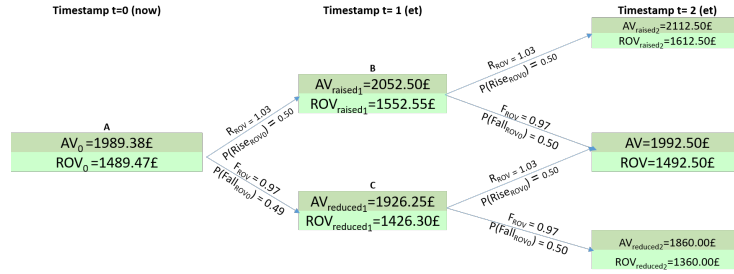 Timestamp t=0 (now)
Timestamp t= 1 (et)
Timestamp t= 2 (et)
A
AV0 =1989.38£
ROV0 =1489.47£
RROV = 1.03
P(RiseROV0) = 0.50
FROV = 0.97
P(FallROV0) = 0.49
B
AVraised1=2052.50£
ROVraised1=1552.55£
C
AVreduced1=1926.25£
ROVreduced1=1426.30£
RROV = 1.03
P(RiseROV0) = 0.50
FROV = 0.97
P(FallROV0) = 0.50
RROV = 1.03
P(RiseROV0) = 0.50
FROV = 0.97
P(FallROV0) = 0.50
AVraised2=2112.50£
ROVraised2=1612.50£
AV=1992.50£
ROV=1492.50£
AVreduced2=1860.00£
ROVreduced2=1360.00£